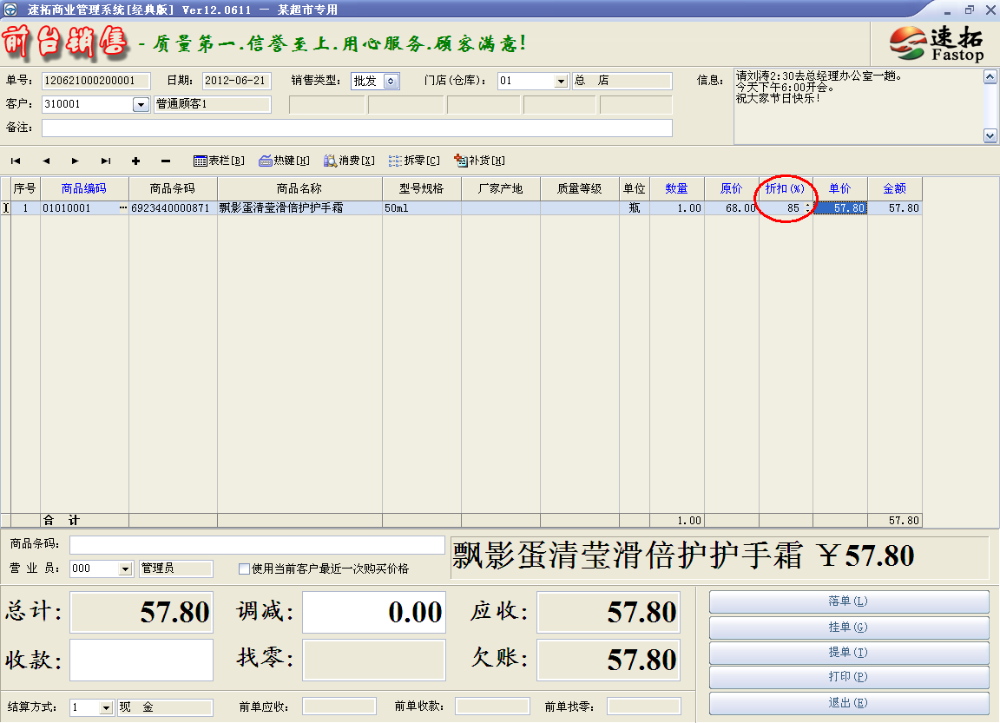 速拓商业管理系统[经典版] Ver12.0611 — 某超市专用
前台销售 - 质量第一.信誉至上.用心服务.顾客满意!
速拓 Fastop
单号: 120621000200001 日期: 2012-06-21 销售类型: 批发 门店(仓库): 01 总 店 信息:
请刘涛2:30去总经理办公室一趟。
今天下午6:00开会。
祝大家节日快乐!
客户: 310001 普通顾客1
备注:
表栏[B] 热键[H] 消费[X] 拆零[C] 补货[H]
序号 商品编码 商品条码 商品名称 型号规格 厂家产地 质量等级 单位 数量 原价 折扣(%) 单价 金额
1 01010001 6923440000871 飘影蛋清莹滑倍护护手霜 50ml 瓶 1.00 68.00 85 57.80 57.80
合 计 1.00 57.80
商品条码: 飘影蛋清莹滑倍护护手霜 ￥57.80
营 业 员: 000 管理员 使用当前客户最近一次购买价格
总计: 57.80 调减: 0.00 应收: 57.80
收款: 找零: 欠账: 57.80
落单(L)
挂单(G)
提单(T)
打印(P)
退出(E)
结算方式: 1 现 金 前单应收: 前单收款: 前单找零: